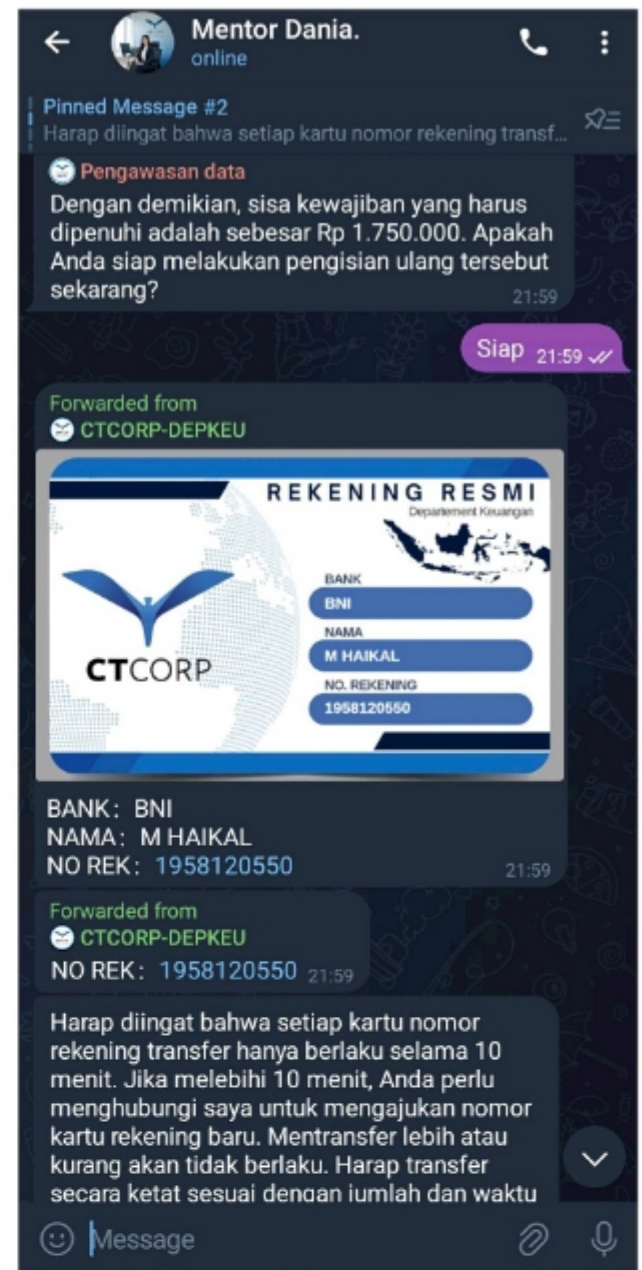 Mentor Dania.
online
Pinned Message #2
Harap diingat bahwa setiap kartu nomor rekening transf...
Pengawasan data
Dengan demikian, sisa kewajiban yang harus
dipenuhi adalah sebesar Rp 1.750.000. Apakah
Anda siap melakukan pengisian ulang tersebut
sekarang?
21:59
Siap 21:59
Forwarded from
CTCORP-DEPKEU
REKENING RESMI
Departement Keuangan
BANK
BNI
NAMA
M HAIKAL
NO. REKENING
1958120550
CTCORP
BANK: BNI
NAMA: M HAIKAL
NO REK: 1958120550
21:59
Forwarded from
CTCORP-DEPKEU
NO REK: 1958120550 21:59
Harap diingat bahwa setiap kartu nomor
rekening transfer hanya berlaku selama 10
menit. Jika melebihi 10 menit, Anda perlu
menghubungi saya untuk mengajukan nomor
kartu rekening baru. Mentransfer lebih atau
kurang akan tidak berlaku. Harap transfer
secara ketat sesuai dengan jumlah dan waktu
Message